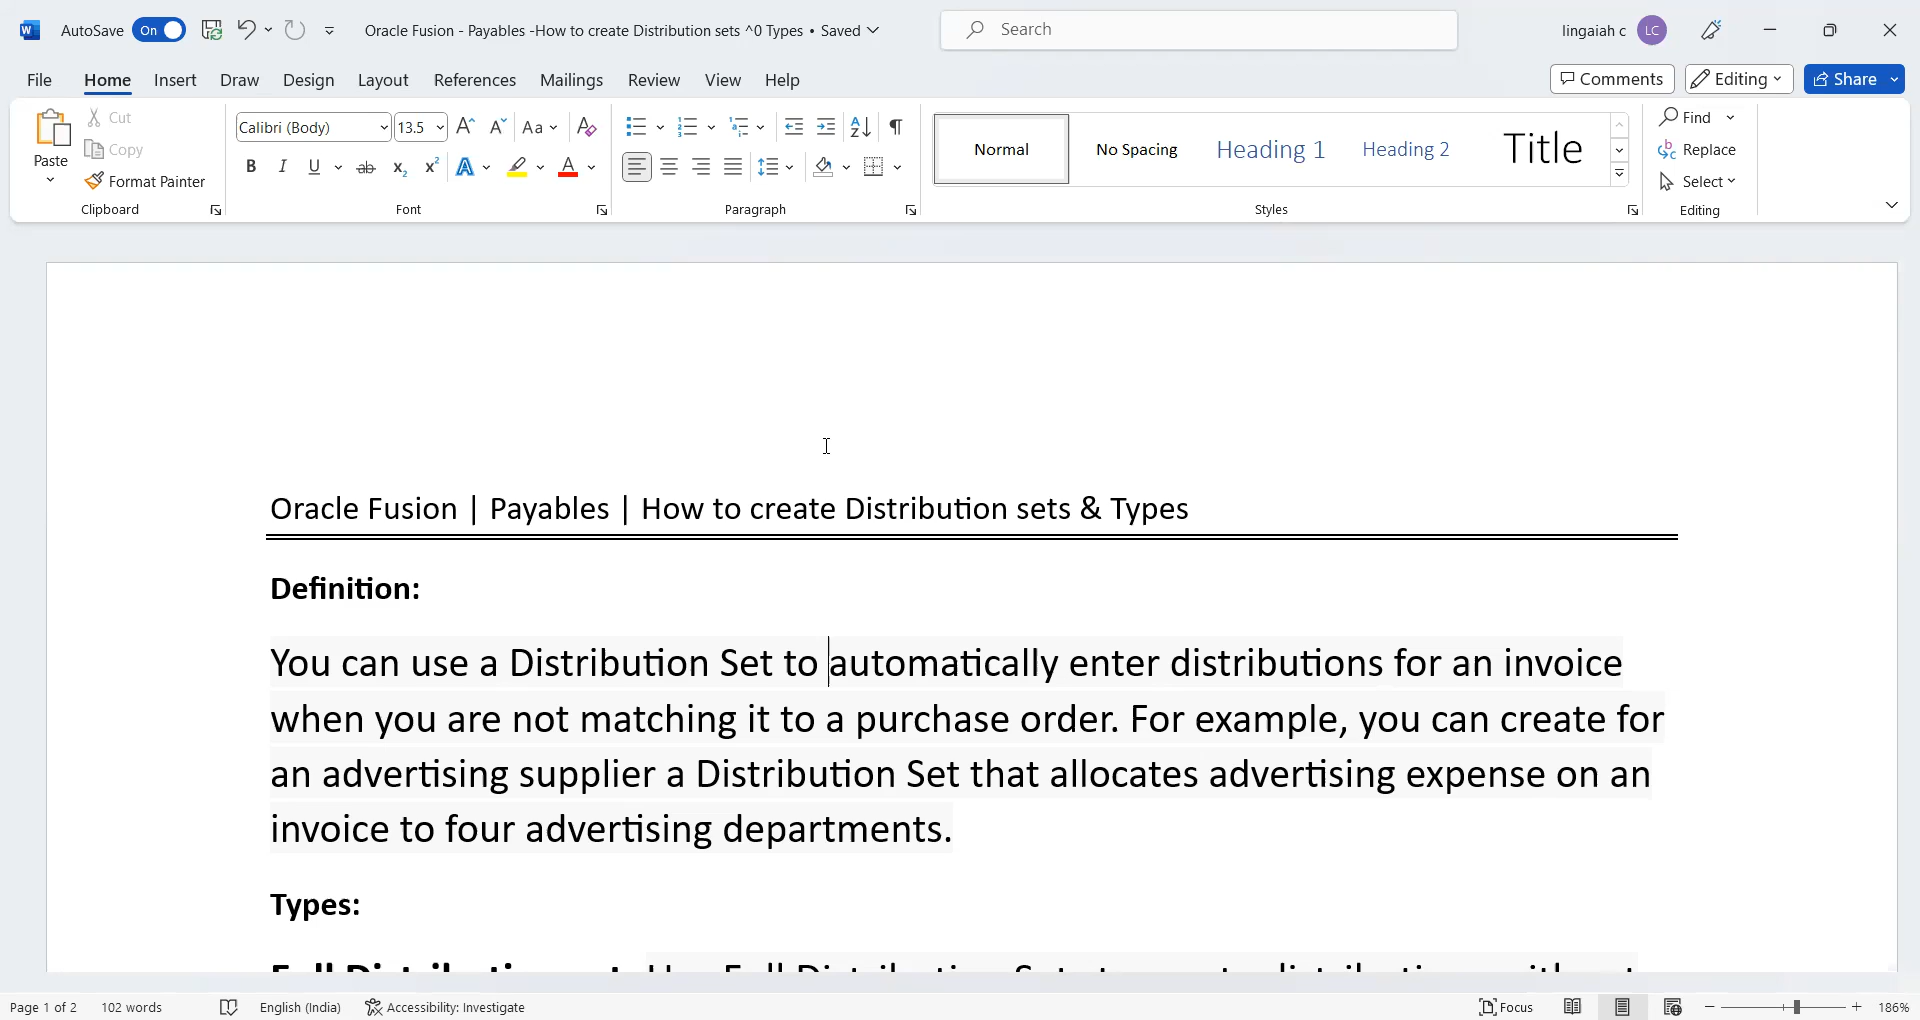 AutoSave On Oracle Fusion - Payables -How to create Distribution sets ^0 Types • Saved Search lingaiah c LC
File Home Insert Draw Design Layout References Mailings Review View Help Comments Editing Share
Paste Cut Copy Format Painter Clipboard
Calibri (Body) 13.5 Aa Font
Paragraph
Normal No Spacing Heading 1 Heading 2 Title Styles
Find Replace Select Editing
Oracle Fusion | Payables | How to create Distribution sets & Types
Definition:
You can use a Distribution Set to automatically enter distributions for an invoice
when you are not matching it to a purchase order. For example, you can create for
an advertising supplier a Distribution Set that allocates advertising expense on an
invoice to four advertising departments.
Types:
Page 1 of 2 102 words English (India) Accessibility: Investigate Focus 186%